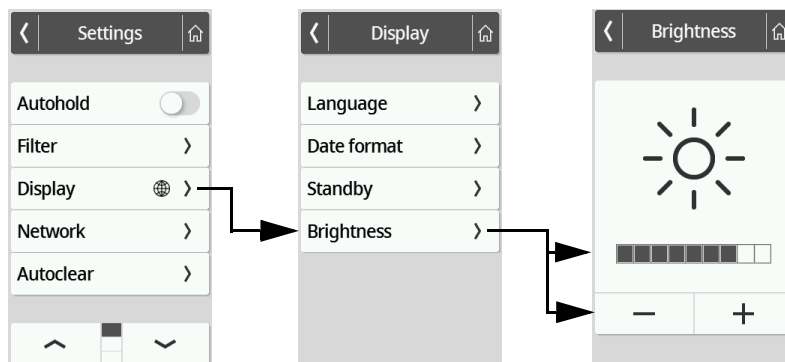 Settings
Autohold
Filter
Display
Network
Autoclear
Display
Language
Date format
Standby
Brightness
Brightness